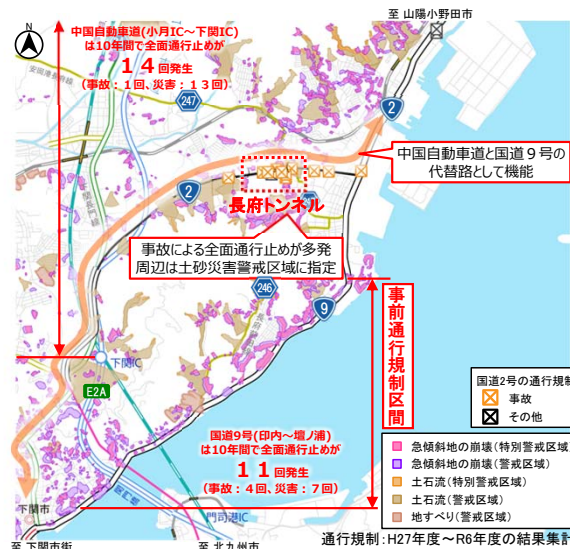 至 山陽小野田市
N
中国自動車道(小月IC～下関IC)
は10年間で全面通行止めが
１４回発生
(事故：1回、災害：１3回)
安岡港長府線
247
2
中国自動車道と国道９号の
代替路として機能
2
下関長門線
長府トンネル
事故による全面通行止めが多発
周辺は土砂災害警戒区域に指定
246
9
事前通行規制区間
下関IC
E2A
国道2号の通行規制
事故
その他
国道9号(印内～壇ノ浦)
は10年間で全面通行止めが
１１回発生
(事故：4回、災害：7回)
急傾斜地の崩壊(特別警戒区域)
急傾斜地の崩壊(警戒区域)
土石流(特別警戒区域)
土石流(警戒区域)
地すべり(警戒区域)
下関市
門司港IC
至 下関市街
至 北九州市
通行規制：H27年度～R6年度の結果集計